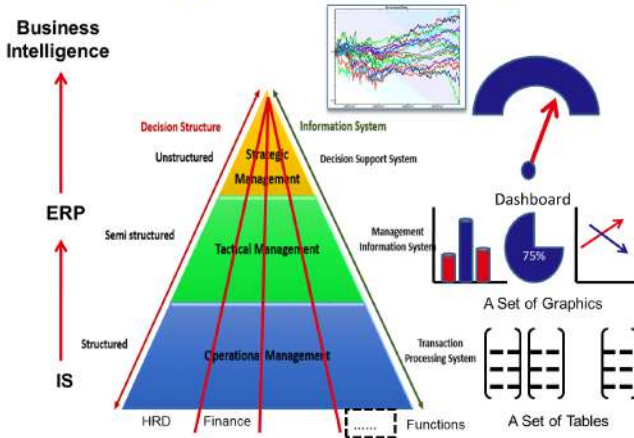 Business
Intelligence
ERP
IS
Decision Structure
Unstructured
Semi structured
Structured
Strategic
Management
Tactical Management
Operational Management
Information System
Decision Support System
Management
Information System
Transaction
Processing System
HRD
Finance
......
Functions
Dashboard
75%
A Set of Graphics
A Set of Tables